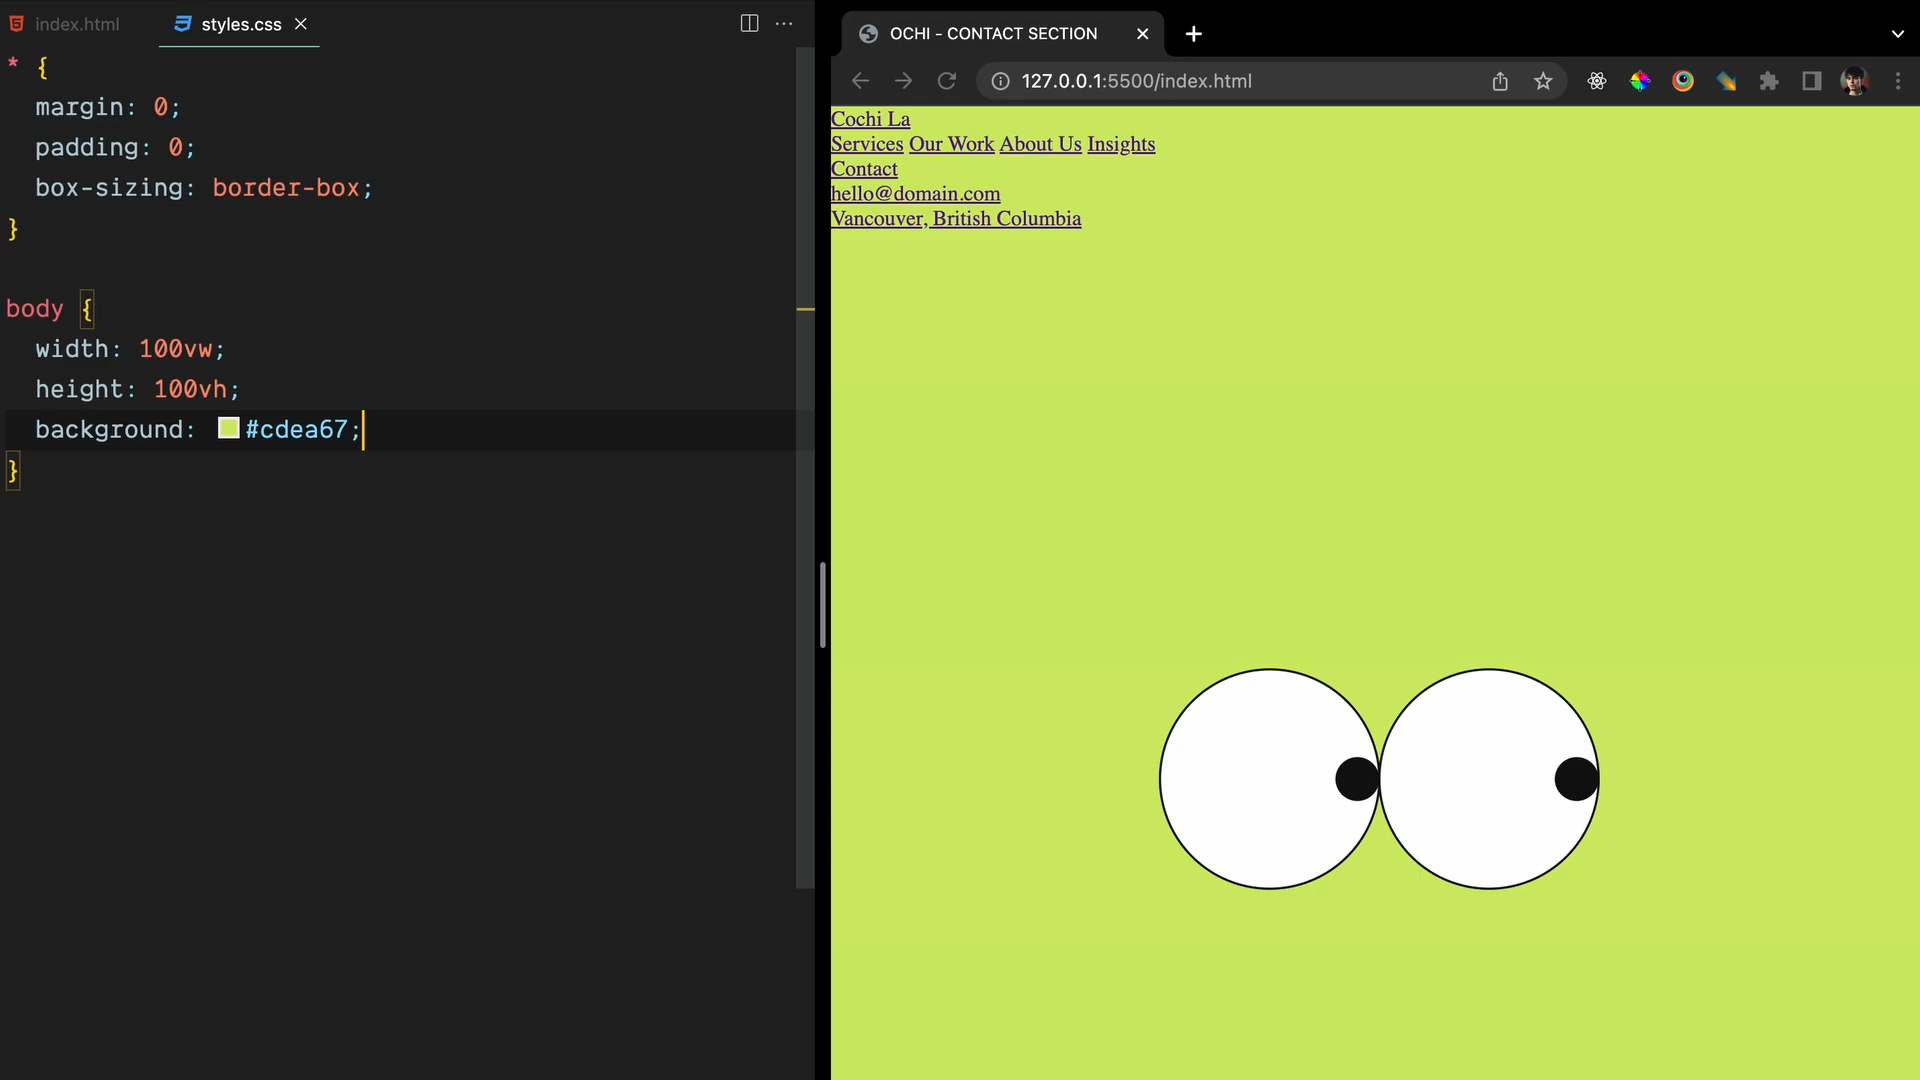 index.html
styles.css
* {
margin: 0;
padding: 0;
box-sizing: border-box;
}
body {
width: 100vw;
height: 100vh;
background: #cdea67;
}
OCHI - CONTACT SECTION
127.0.0.1:5500/index.html
Cochi La
Services Our Work About Us Insights
Contact
hello@domain.com
Vancouver, British Columbia